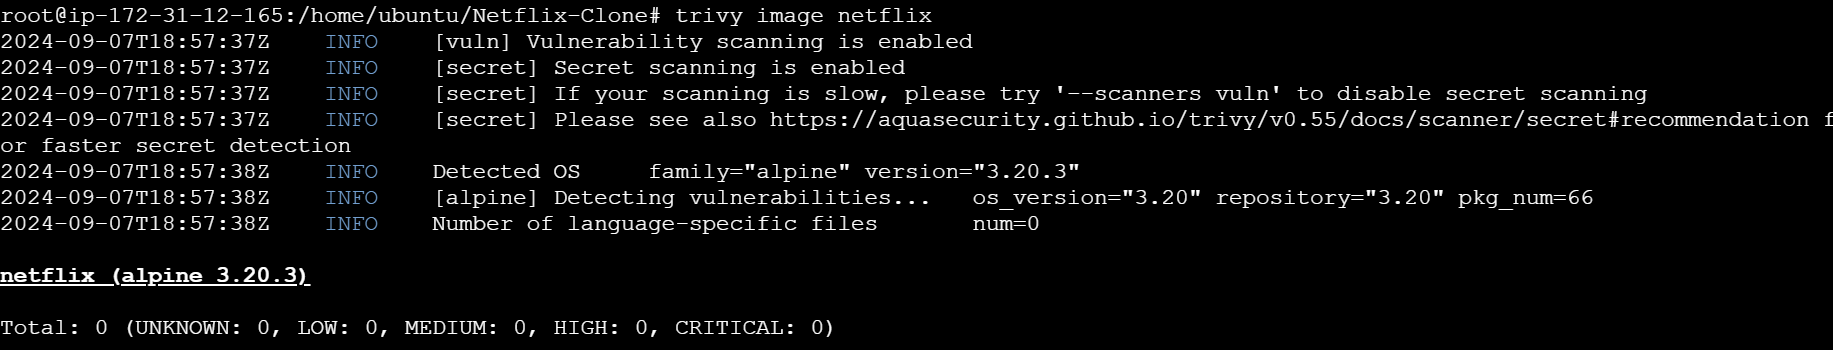 root@ip-172-31-12-165:/home/ubuntu/Netflix-Clone# trivy image netflix
2024-09-07T18:57:37Z    INFO    [vuln] Vulnerability scanning is enabled
2024-09-07T18:57:37Z    INFO    [secret] Secret scanning is enabled
2024-09-07T18:57:37Z    INFO    [secret] If your scanning is slow, please try '--scanners vuln' to disable secret scanning
2024-09-07T18:57:37Z    INFO    [secret] Please see also https://aquasecurity.github.io/trivy/v0.55/docs/scanner/secret#recommendation f
or faster secret detection
2024-09-07T18:57:38Z    INFO    Detected OS     family="alpine" version="3.20.3"
2024-09-07T18:57:38Z    INFO    [alpine] Detecting vulnerabilities...   os_version="3.20" repository="3.20" pkg_num=66
2024-09-07T18:57:38Z    INFO    Number of language-specific files       num=0
netflix (alpine 3.20.3)
Total: 0 (UNKNOWN: 0, LOW: 0, MEDIUM: 0, HIGH: 0, CRITICAL: 0)